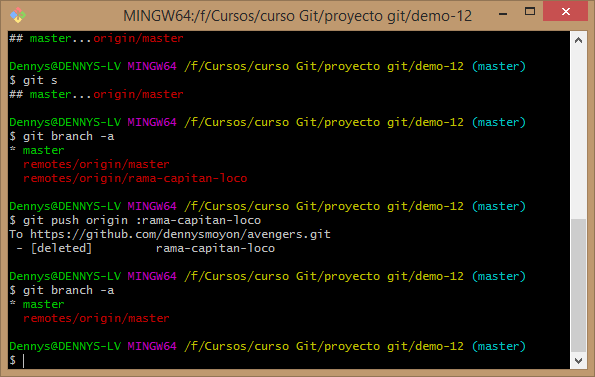 MINGW64:/f/Cursos/curso Git/proyecto git/demo-12
## master...origin/master
Dennys@DENNYS-LV MINGW64 /f/Cursos/curso Git/proyecto git/demo-12 (master)
$ git s
## master...origin/master
Dennys@DENNYS-LV MINGW64 /f/Cursos/curso Git/proyecto git/demo-12 (master)
$ git branch -a
* master
  remotes/origin/master
  remotes/origin/rama-capitan-loco
Dennys@DENNYS-LV MINGW64 /f/Cursos/curso Git/proyecto git/demo-12 (master)
$ git push origin :rama-capitan-loco
To https://github.com/dennysmoyon/avengers.git
 - [deleted]         rama-capitan-loco
Dennys@DENNYS-LV MINGW64 /f/Cursos/curso Git/proyecto git/demo-12 (master)
$ git branch -a
* master
  remotes/origin/master
Dennys@DENNYS-LV MINGW64 /f/Cursos/curso Git/proyecto git/demo-12 (master)
$